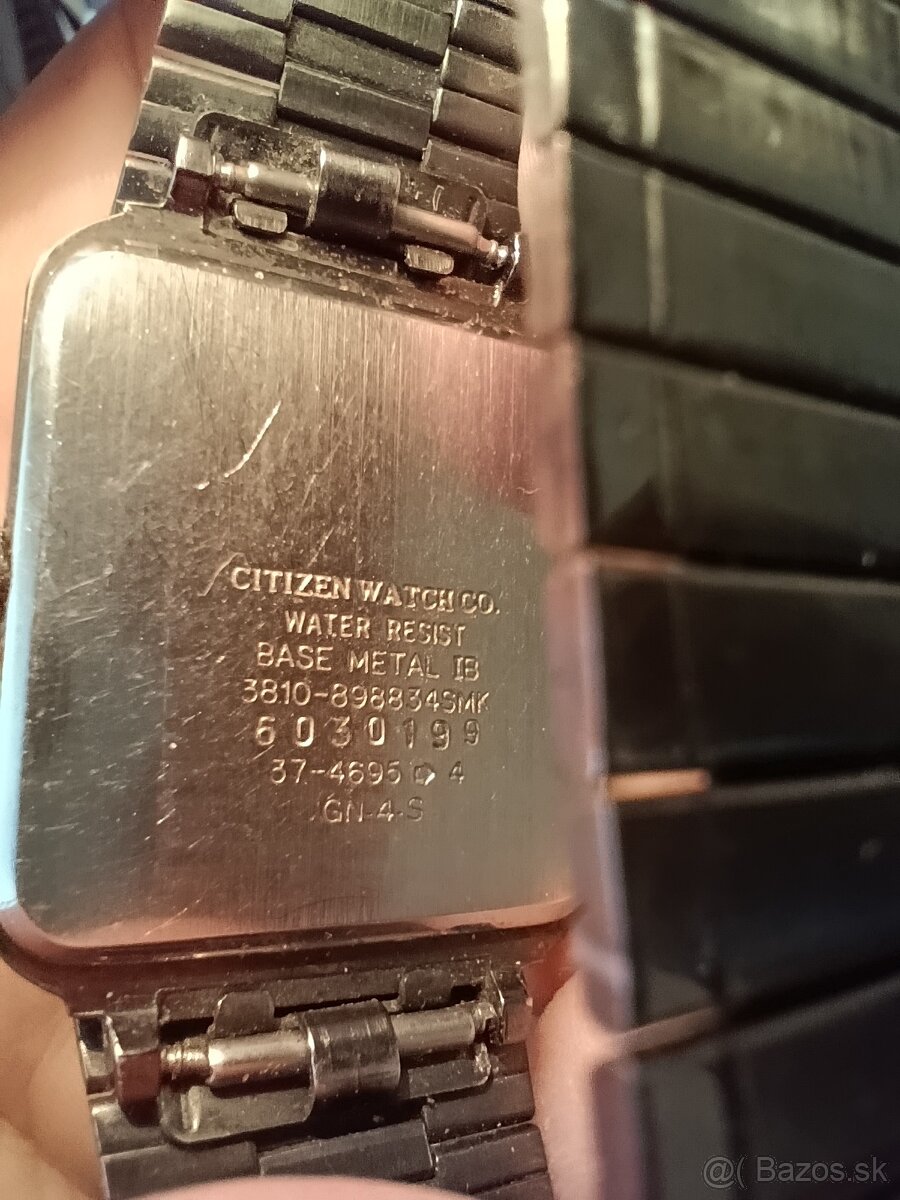 CITIZEN WATCH CO.
WATER RESIST
BASE METAL IB
3810-898834SMK
6030199
37-4695 4
GN-4-S
@( Bazos.sk